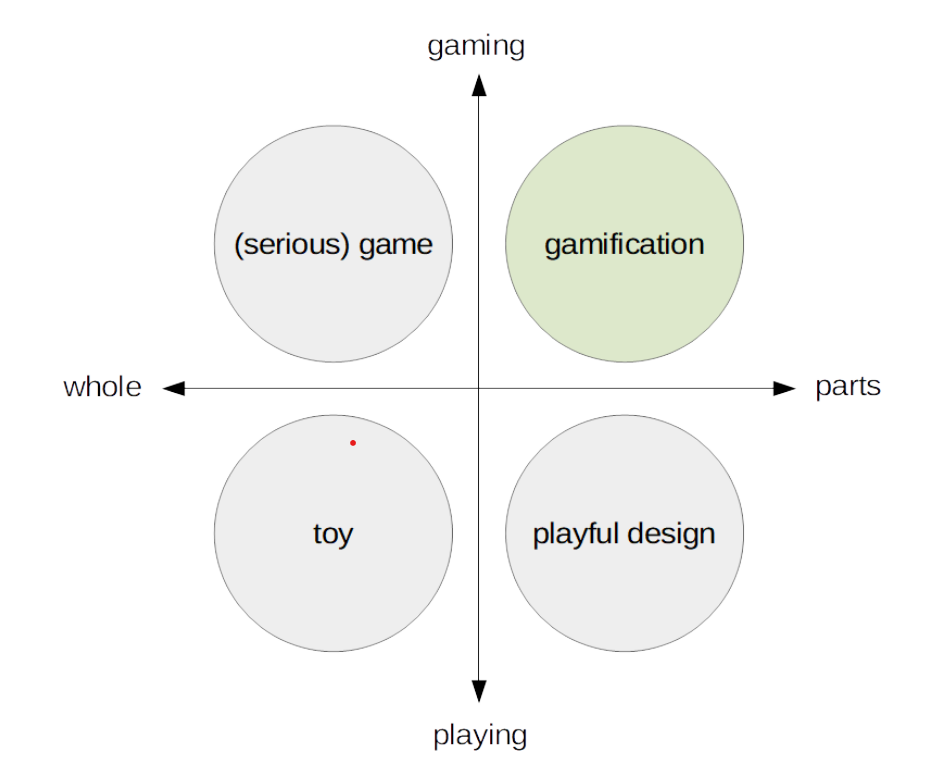 gaming
(serious) game
gamification
whole
parts
toy
playful design
playing